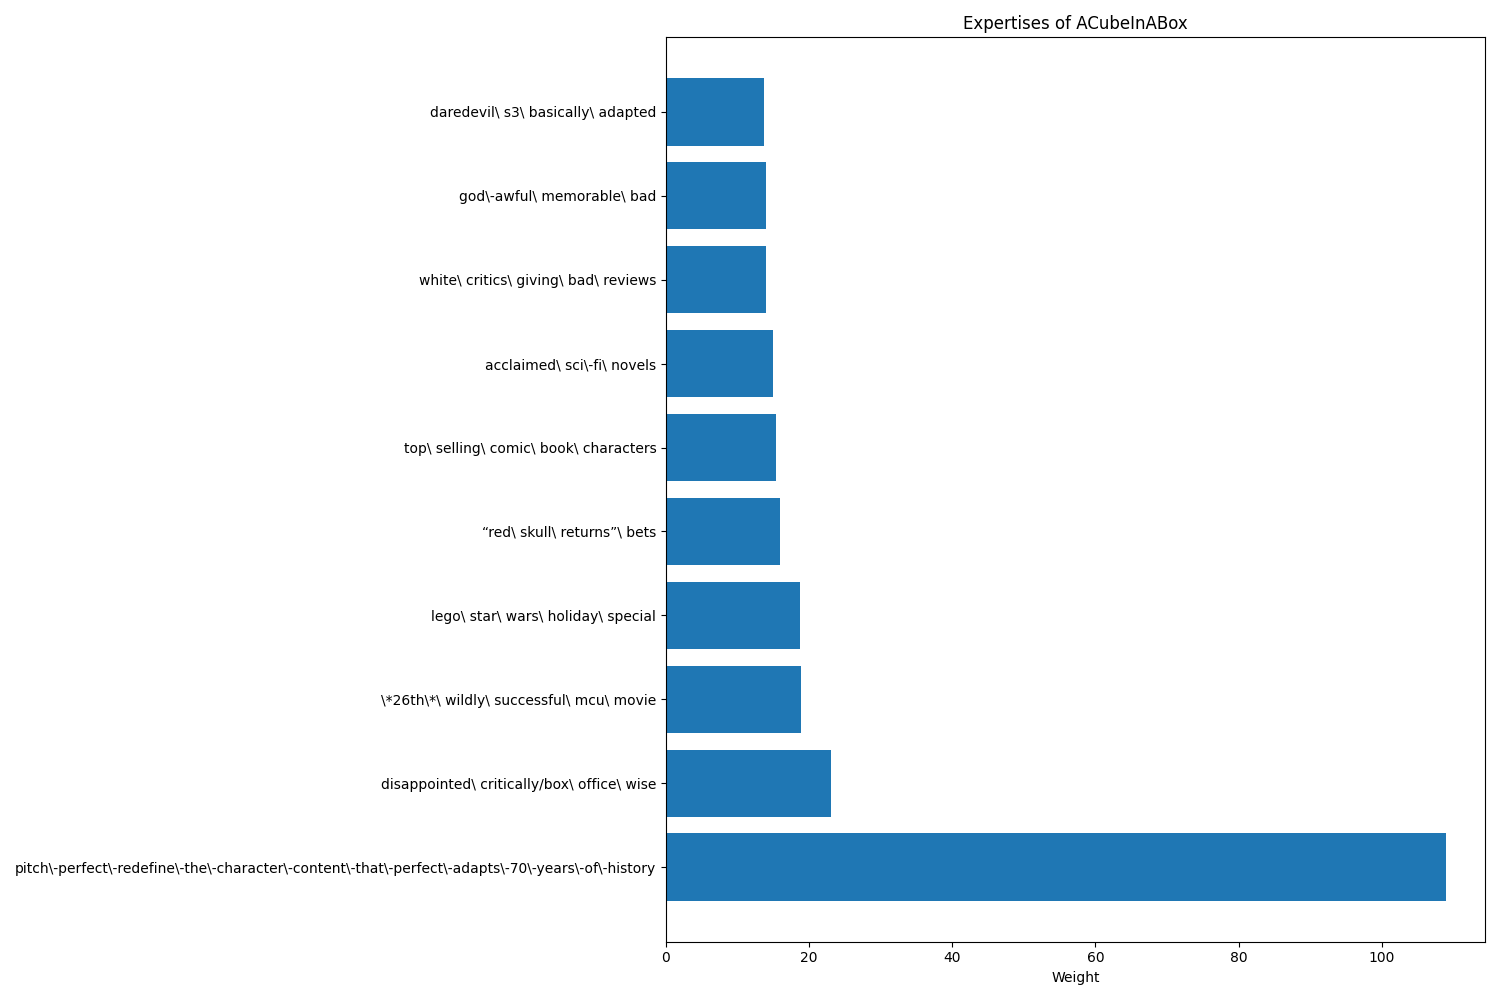 Expertises of ACubeInABox
daredevil\ s3\ basically\ adapted
god\-awful\ memorable\ bad
white\ critics\ giving\ bad\ reviews
acclaimed\ sci\-fi\ novels
top\ selling\ comic\ book\ characters
“red\ skull\ returns”\ bets
lego\ star\ wars\ holiday\ special
\*26th\*\ wildly\ successful\ mcu\ movie
disappointed\ critically/box\ office\ wise
pitch\-perfect\-redefine\-the\-character\-content\-that\-perfect\-adapts\-70\-years\-of\-history
0 20 40 60 80 100
Weight